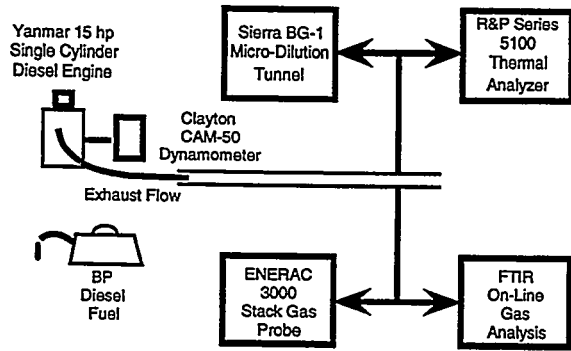 Yanmar 15 hp
Single Cylinder
Diesel Engine
Sierra BG-1
Micro-Dilution
Tunnel
R&P Series
5100
Thermal
Analyzer
Clayton
CAM-50
Dynamometer
Exhaust Flow
BP
Diesel
Fuel
ENERAC
3000
Stack Gas
Probe
FTIR
On-Line
Gas
Analysis